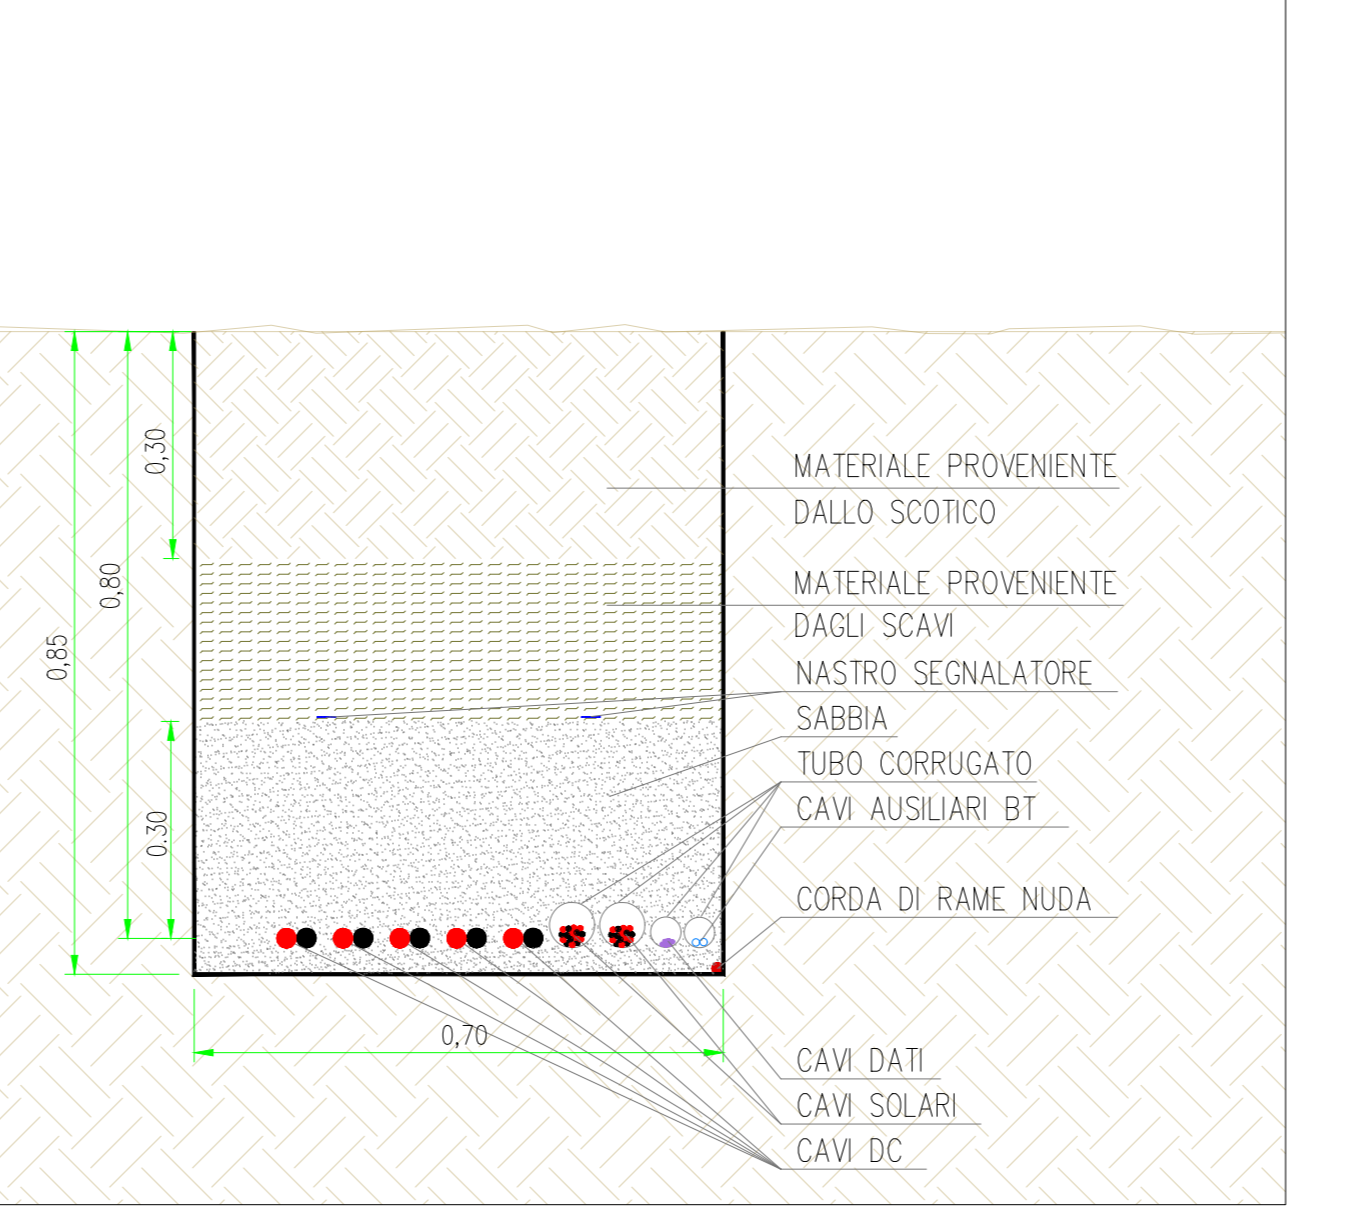 0,30
MATERIALE PROVENIENTE
DALLO SCOTICO
0,80
MATERIALE PROVENIENTE
DAGLI SCAVI
0,85
NASTRO SEGNALATORE
SABBIA
TUBO CORRUGATO
0.30
CAVI AUSILIARI BT
CORDA DI RAME NUDA
0,70
CAVI DATI
CAVI SOLARI
CAVI DC